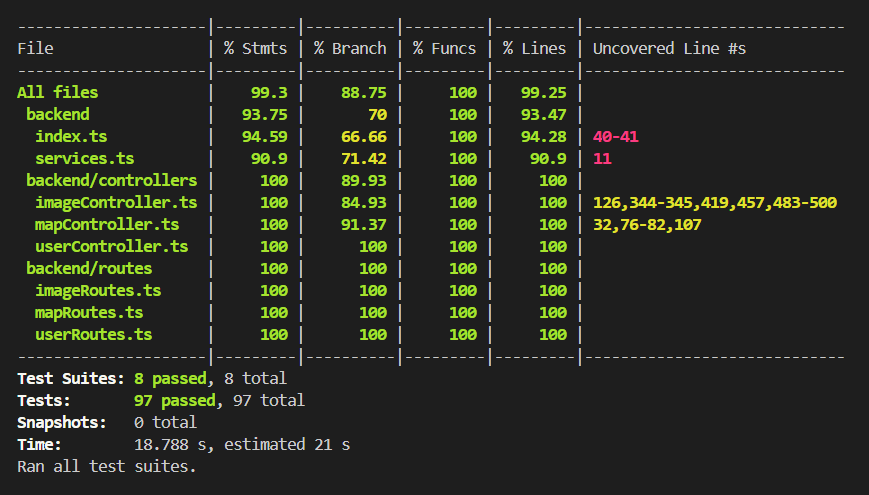 -------------------|---------|----------|---------|---------|--------------------------
File               | % Stmts | % Branch | % Funcs | % Lines | Uncovered Line #s
-------------------|---------|----------|---------|---------|--------------------------
All files          |    99.3 |    88.75 |     100 |   99.25 |
 backend           |   93.75 |       70 |     100 |   93.47 |
  index.ts         |   94.59 |    66.66 |     100 |   94.28 | 40-41
  services.ts      |    90.9 |    71.42 |     100 |    90.9 | 11
 backend/controllers |     100 |    89.93 |     100 |     100 |
  imageController.ts |     100 |    84.93 |     100 |     100 | 126,344-345,419,457,483-500
  mapController.ts |     100 |    91.37 |     100 |     100 | 32,76-82,107
  userController.ts |     100 |      100 |     100 |     100 |
 backend/routes    |     100 |      100 |     100 |     100 |
  imageRoutes.ts   |     100 |      100 |     100 |     100 |
  mapRoutes.ts     |     100 |      100 |     100 |     100 |
  userRoutes.ts    |     100 |      100 |     100 |     100 |
-------------------|---------|----------|---------|---------|--------------------------
Test Suites: 8 passed, 8 total
Tests:       97 passed, 97 total
Snapshots:   0 total
Time:        18.788 s, estimated 21 s
Ran all test suites.